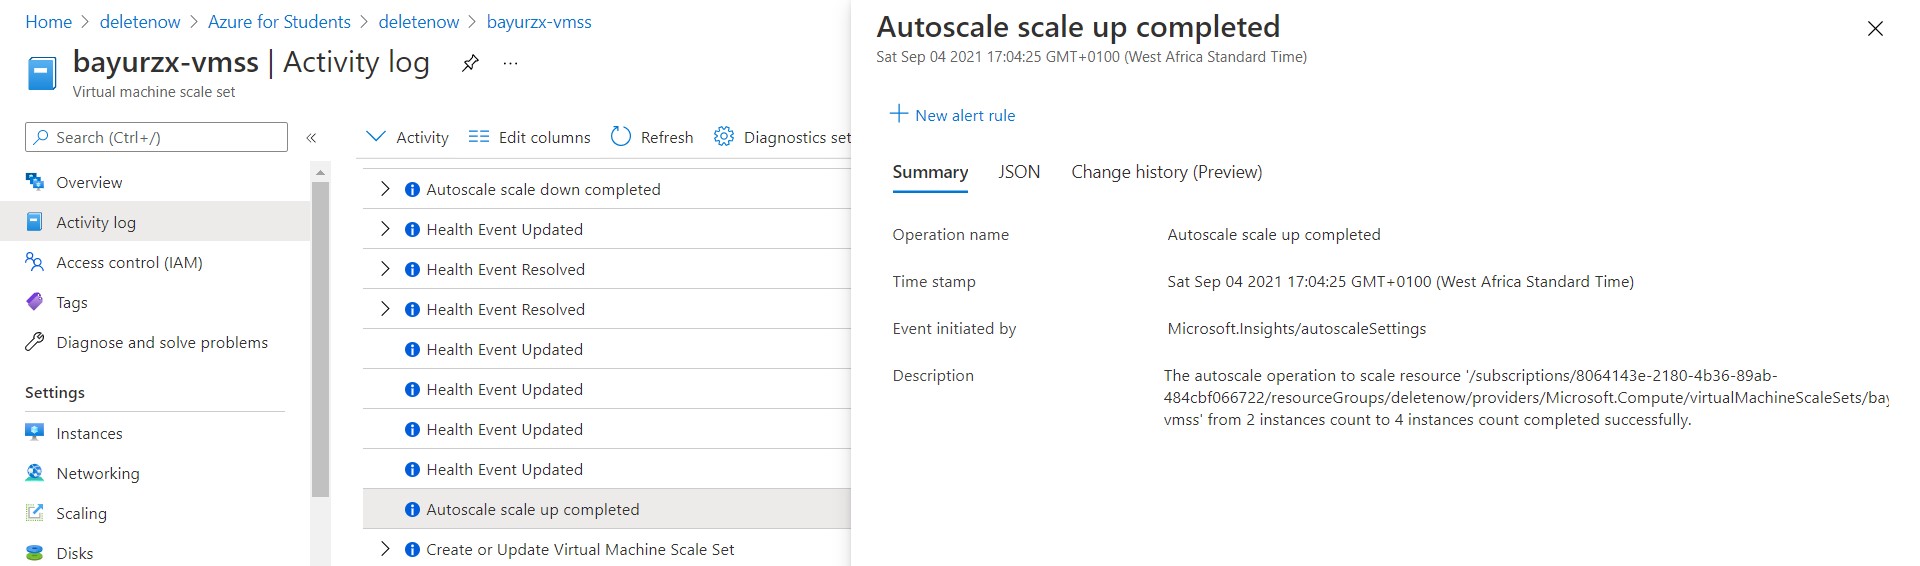 Home > deletenow > Azure for Students > deletenow > bayurzx-vmss
bayurzx-vmss | Activity log
Virtual machine scale set
Search (Ctrl+/)
Overview
Activity log
Access control (IAM)
Tags
Diagnose and solve problems
Settings
Instances
Networking
Scaling
Disks
Activity Edit columns Refresh Diagnostics set
Autoscale scale down completed
Health Event Updated
Health Event Resolved
Health Event Resolved
Health Event Updated
Health Event Updated
Health Event Updated
Health Event Updated
Autoscale scale up completed
Create or Update Virtual Machine Scale Set
Autoscale scale up completed
Sat Sep 04 2021 17:04:25 GMT+0100 (West Africa Standard Time)
New alert rule
Summary JSON Change history (Preview)
Operation name Autoscale scale up completed
Time stamp Sat Sep 04 2021 17:04:25 GMT+0100 (West Africa Standard Time)
Event initiated by Microsoft.Insights/autoscaleSettings
Description The autoscale operation to scale resource '/subscriptions/8064143e-2180-4b36-89ab-
484cbf066722/resourceGroups/deletenow/providers/Microsoft.Compute/virtualMachineScaleSets/bay
vmss' from 2 instances count to 4 instances count completed successfully.